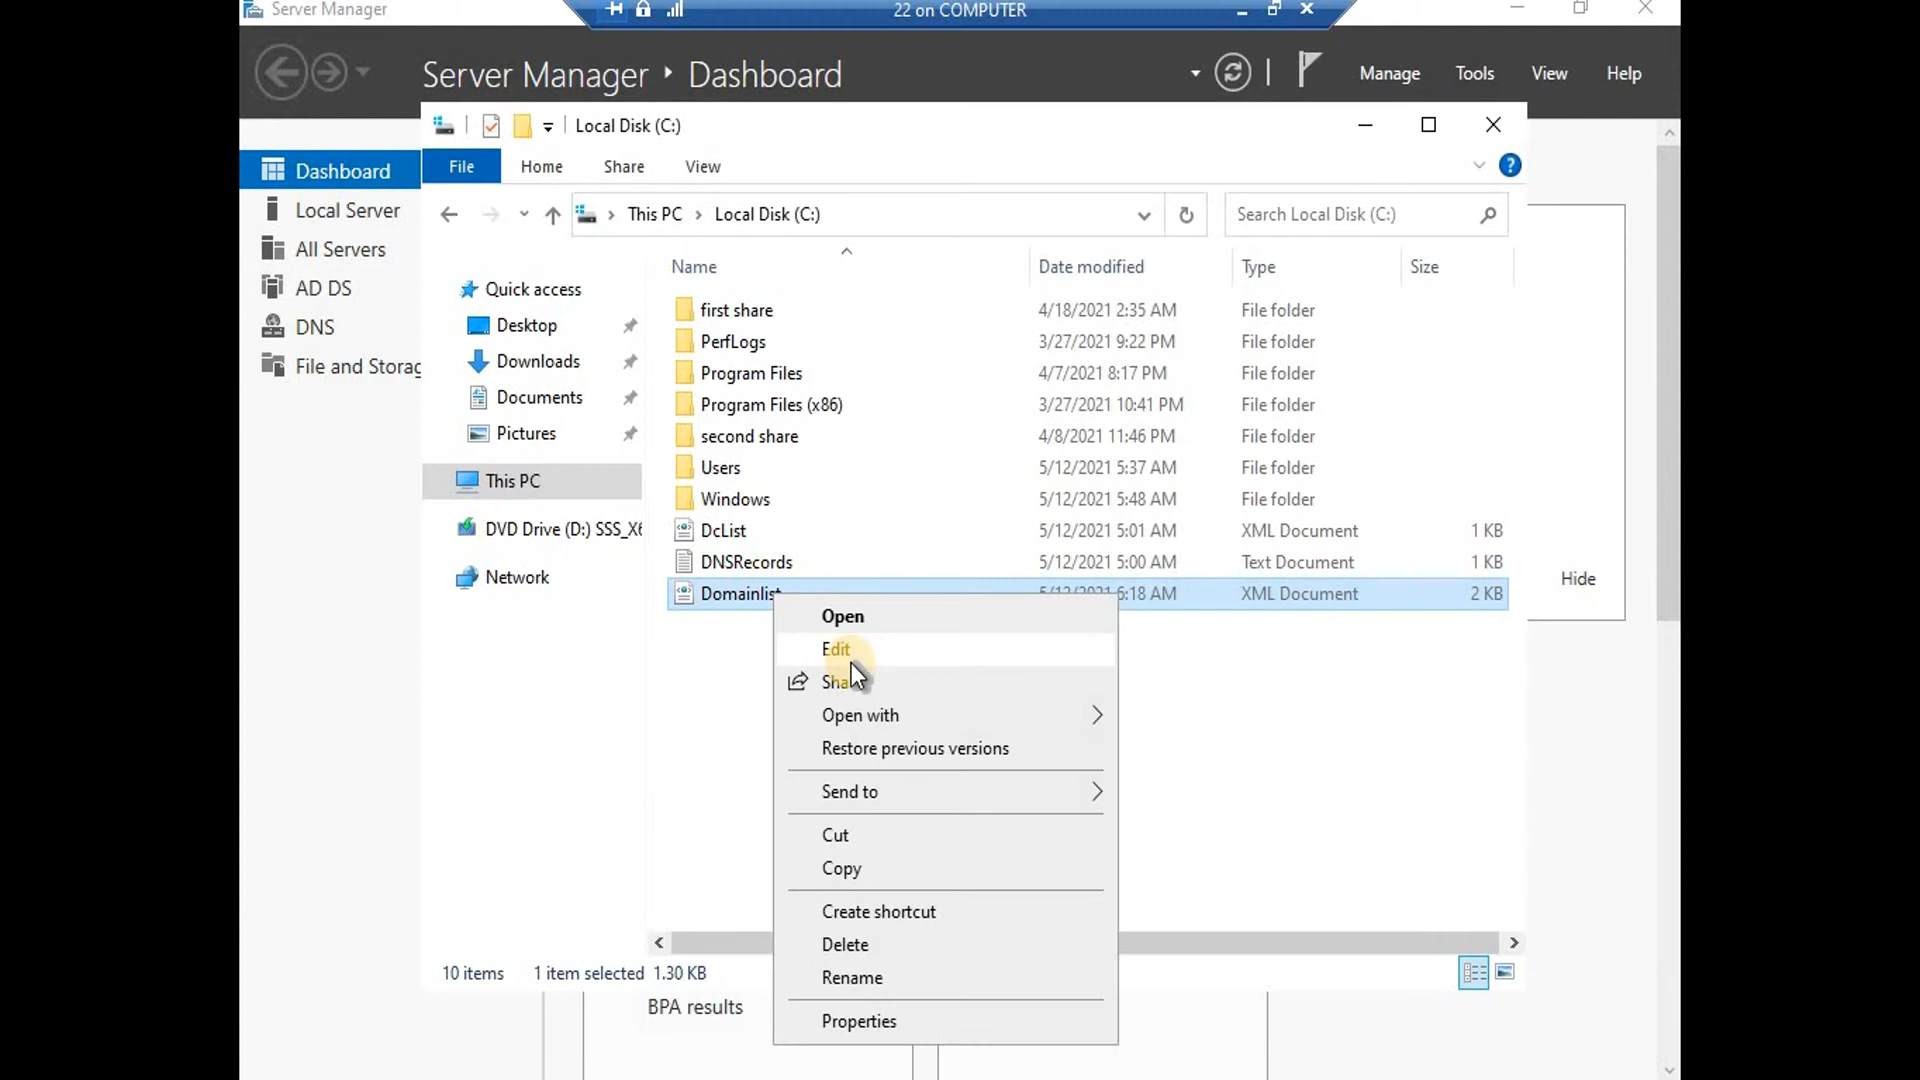 Server Manager
22 on COMPUTER
Server Manager Dashboard
Manage Tools View Help
Local Disk (C:)
File Home Share View
This PC Local Disk (C:)
Search Local Disk (C:)
Dashboard
Local Server
All Servers
AD DS
DNS
File and Storag
Quick access
Desktop
Downloads
Documents
Pictures
This PC
DVD Drive (D:) SSS_X6
Network
Name Date modified Type Size
first share 4/18/2021 2:35 AM File folder
PerfLogs 3/27/2021 9:22 PM File folder
Program Files 4/7/2021 8:17 PM File folder
Program Files (x86) 3/27/2021 10:41 PM File folder
second share 4/8/2021 11:46 PM File folder
Users 5/12/2021 5:37 AM File folder
Windows 5/12/2021 5:48 AM File folder
DcList 5/12/2021 5:01 AM XML Document 1 KB
DNSRecords 5/12/2021 5:00 AM Text Document 1 KB
Domainlist 5/12/2021 6:18 AM XML Document 2 KB
Hide
Open
Edit
Share
Open with
Restore previous versions
Send to
Cut
Copy
Create shortcut
Delete
Rename
Properties
10 items 1 item selected 1.30 KB
BPA results